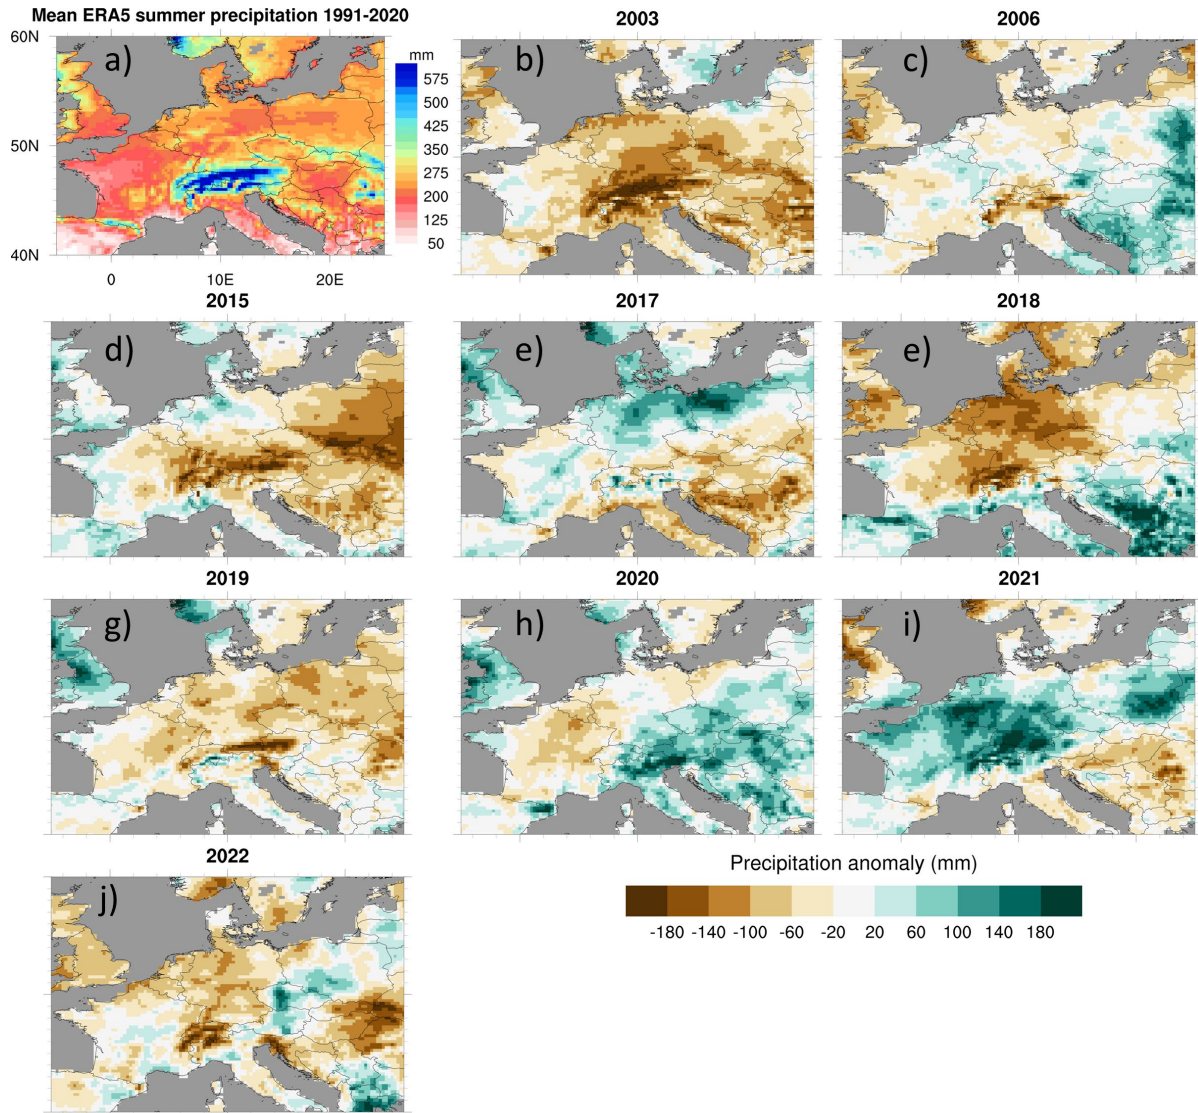 Mean ERA5 summer precipitation 1991-2020
2003
2006
60N
50N
40N
a)
mm
575
500
425
350
275
200
125
50
0
10E
20E
b)
c)
2015
2017
2018
d)
e)
e)
2019
2020
2021
g)
h)
i)
2022
j)
Precipitation anomaly (mm)
-180 -140 -100 -60 -20 20 60 100 140 180